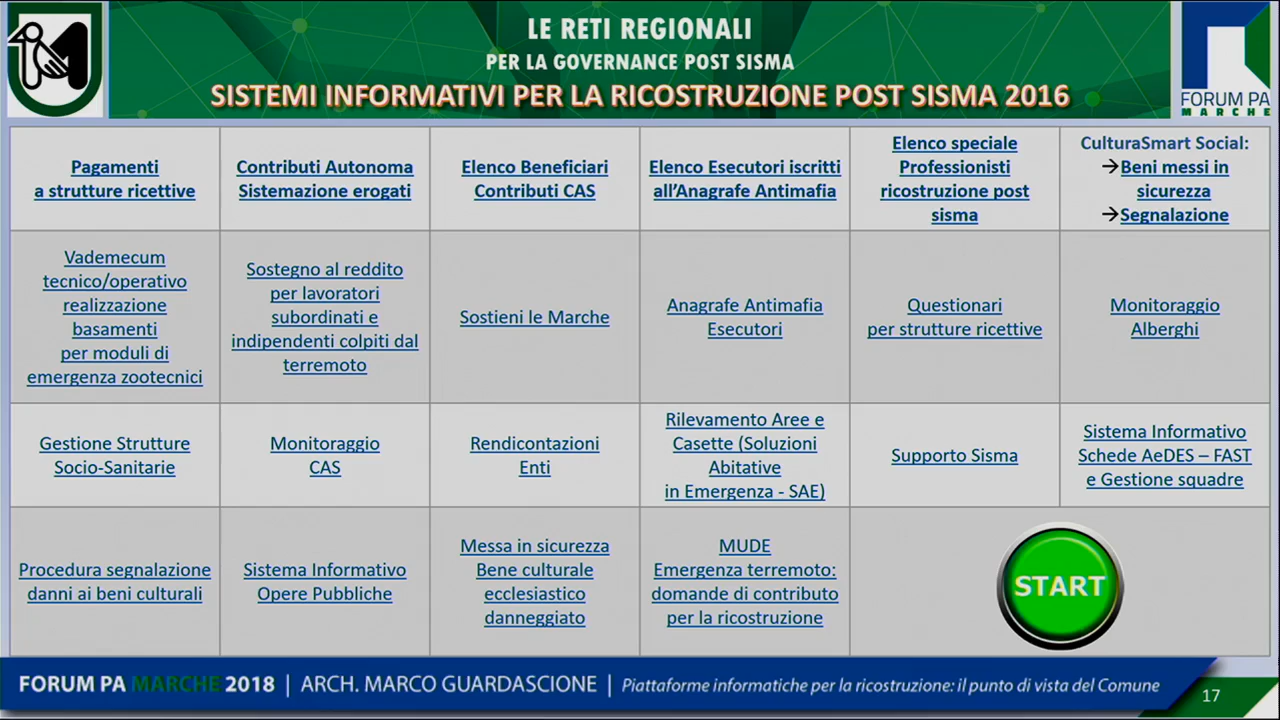 LE RETI REGIONALI
PER LA GOVERNANCE POST SISMA
SISTEMI INFORMATIVI PER LA RICOSTRUZIONE POST SISMA 2016
FORUM PA
MARCHE
Pagamenti
a strutture ricettive
Contributi Autonoma
Sistemazione erogati
Elenco Beneficiari
Contributi CAS
Elenco Esecutori iscritti
all'Anagrafe Antimafia
Elenco speciale
Professionisti
ricostruzione post
sisma
CulturaSmart Social:
→Beni messi in
sicurezza
→Segnalazione
Vademecum
tecnico/operativo
realizzazione
basamenti
per moduli di
emergenza zootecnici
Sostegno al reddito
per lavoratori
subordinati e
indipendenti colpiti dal
terremoto
Sostieni le Marche
Anagrafe Antimafia
Esecutori
Questionari
per strutture ricettive
Monitoraggio
Alberghi
Gestione Strutture
Socio-Sanitarie
Monitoraggio
CAS
Rendicontazioni
Enti
Rilevamento Aree e
Casette (Soluzioni
Abitative
in Emergenza - SAE)
Supporto Sisma
Sistema Informativo
Schede AeDES – FAST
e Gestione squadre
Procedura segnalazione
danni ai beni culturali
Sistema Informativo
Opere Pubbliche
Messa in sicurezza
Bene culturale
ecclesiastico
danneggiato
MUDE
Emergenza terremoto:
domande di contributo
per la ricostruzione
START
FORUM PA MARCHE 2018 | ARCH. MARCO GUARDASCIONE | Piattaforme informatiche per la ricostruzione: il punto di vista del Comune
17